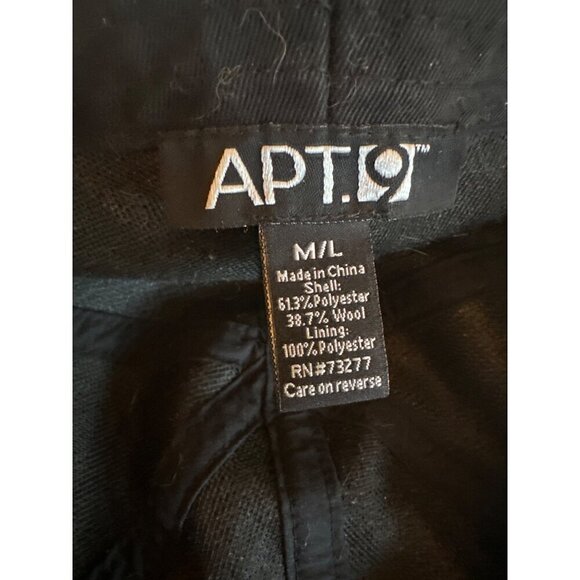 APT.9™
M/L
Made in China
Shell:
61.3% Polyester
38.7% Wool
Lining:
100% Polyester
RN#73277
Care on reverse